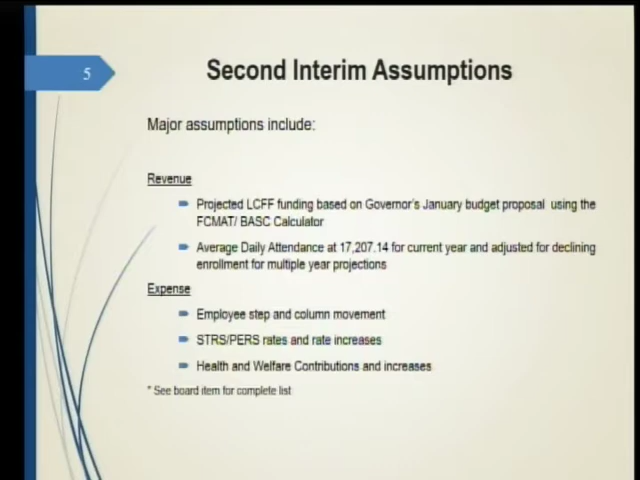 5
Second Interim Assumptions
Major assumptions include:
Revenue
Projected LCFF funding based on Governor's January budget proposal using the
FCMAT/ BASC Calculator
Average Daily Attendance at 17,207.14 for current year and adjusted for declining
enrollment for multiple year projections
Expense
Employee step and column movement
STRS/PERS rates and rate increases
Health and Welfare Contributions and increases
* See board item for complete list